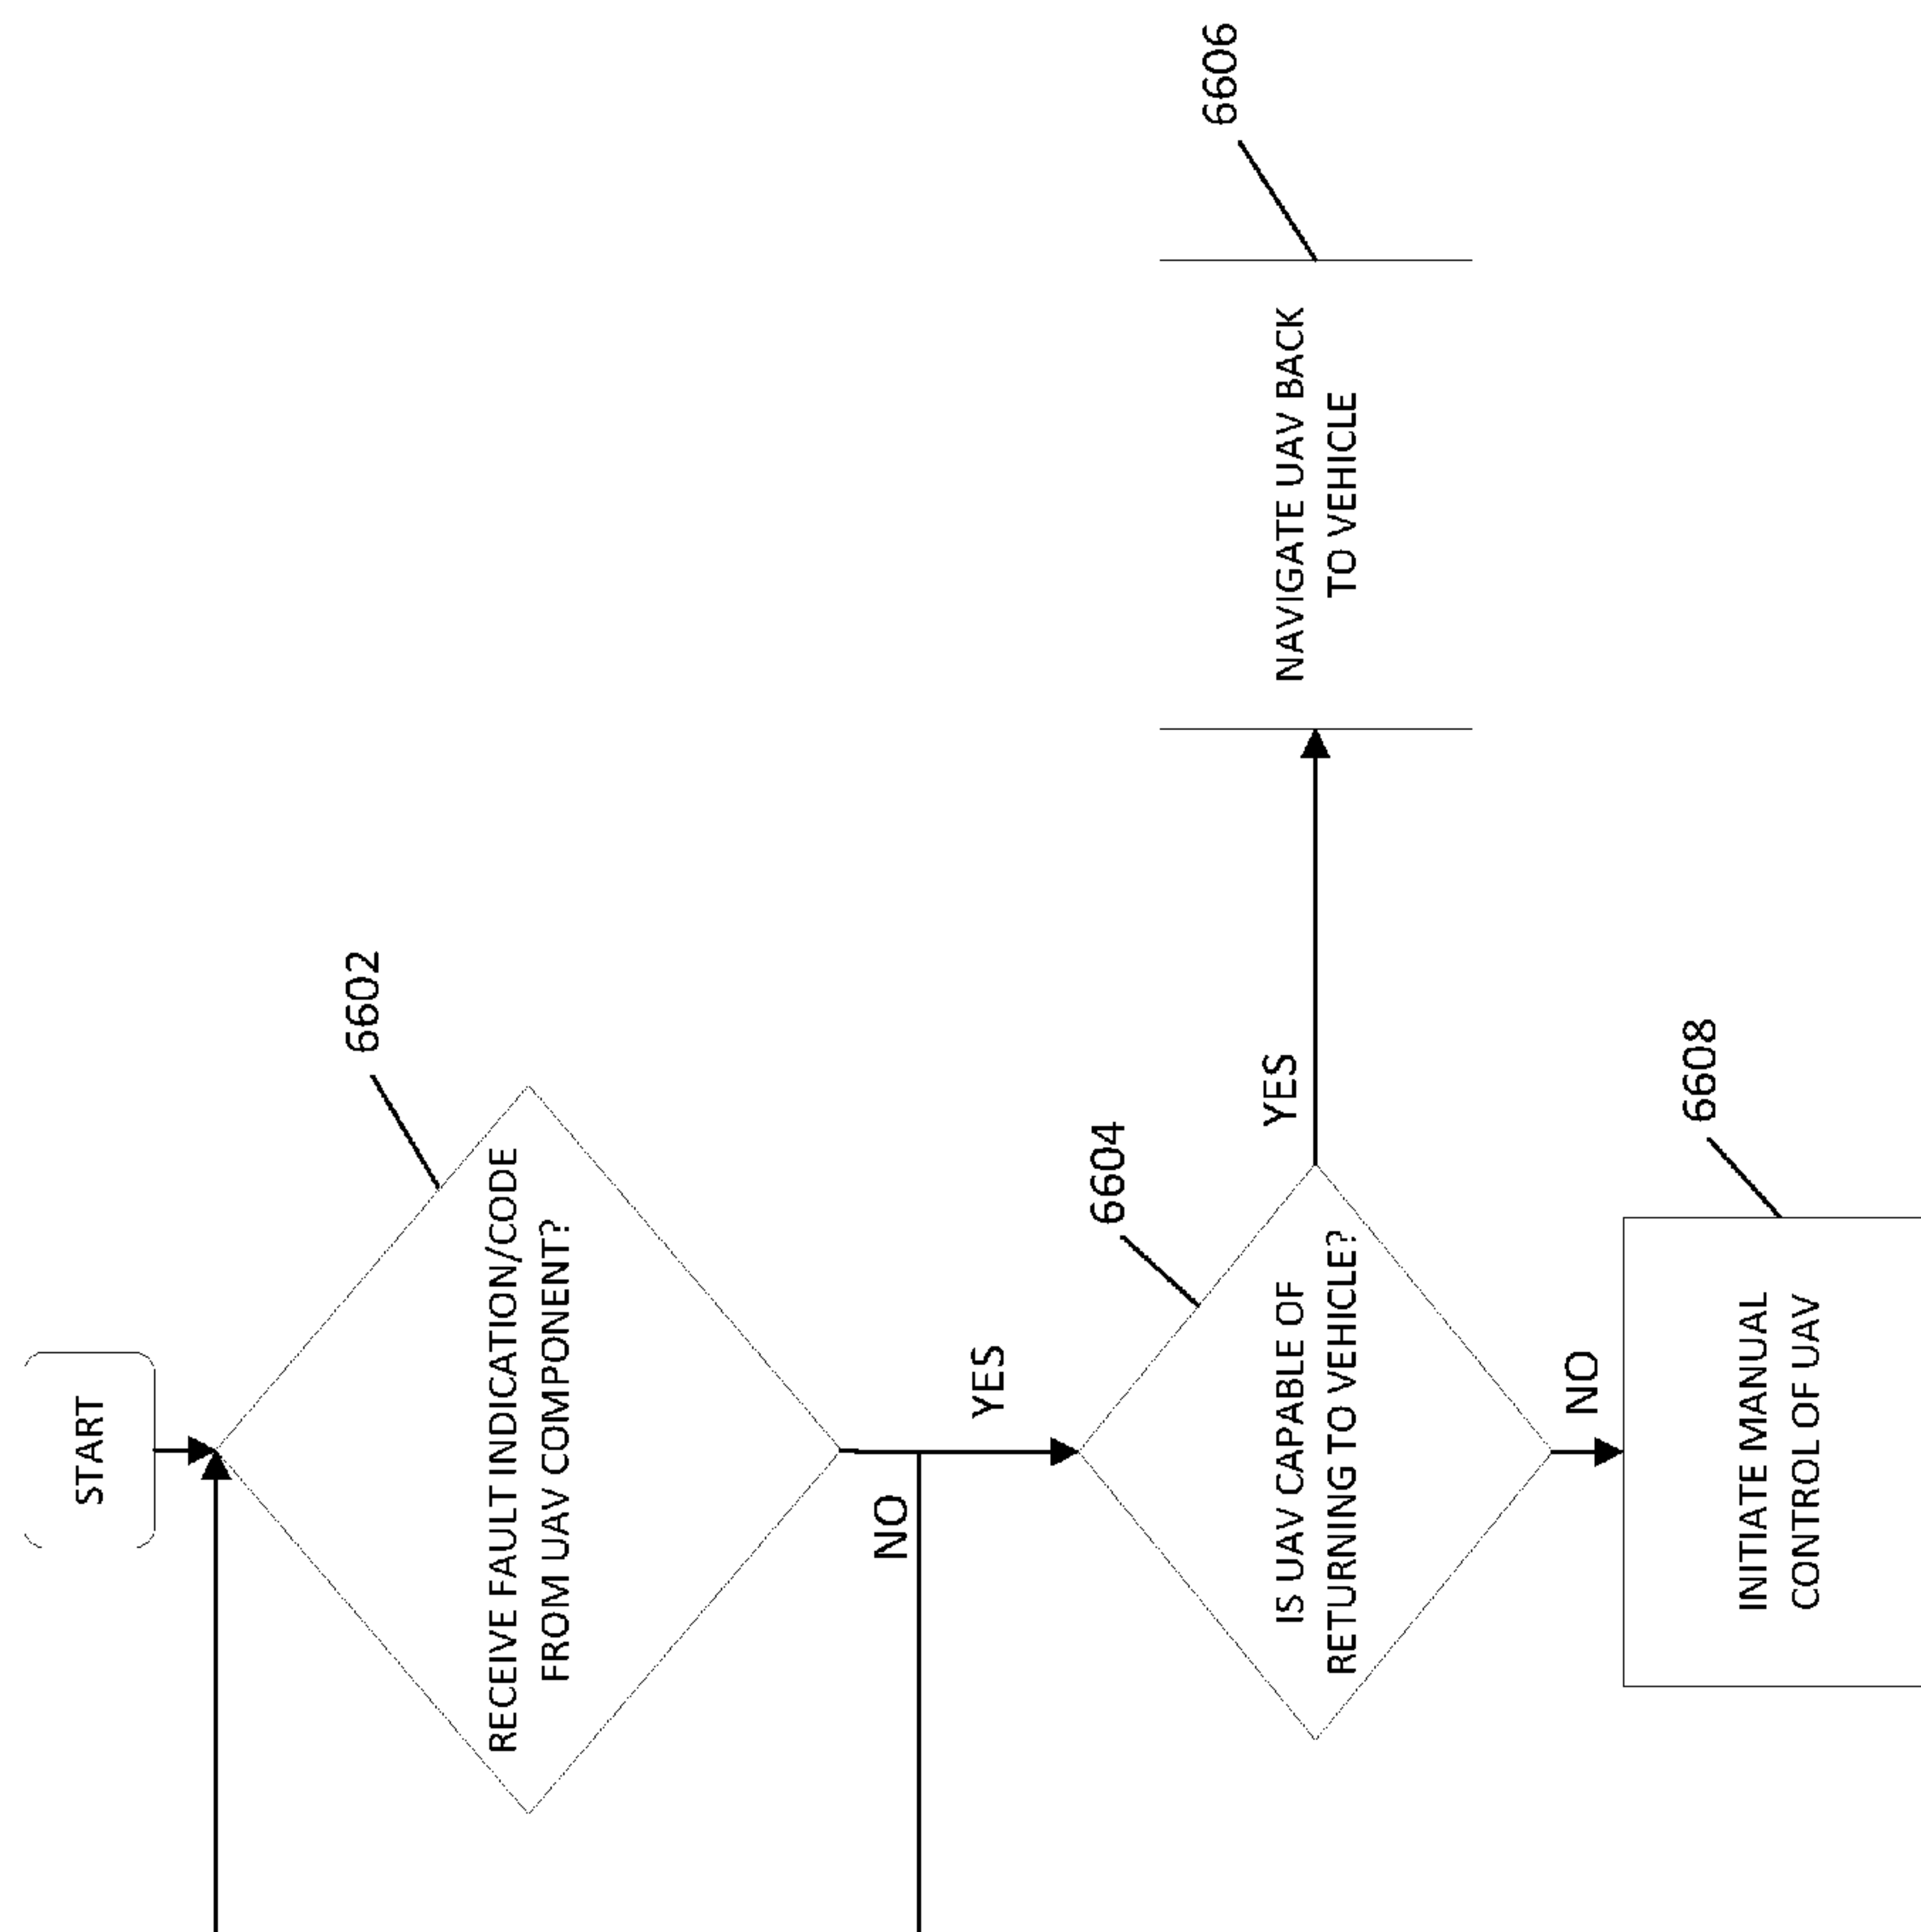 START
6602
RECEIVE FAULT INDICATION/CODE
FROM UAV COMPONENT?
NO
YES
6604
IS UAV CAPABLE OF
RETURNING TO VEHICLE?
YES
6606
NAVIGATE UAV BACK
TO VEHICLE
NO
6608
INITIATE MANUAL
CONTROL OF UAV